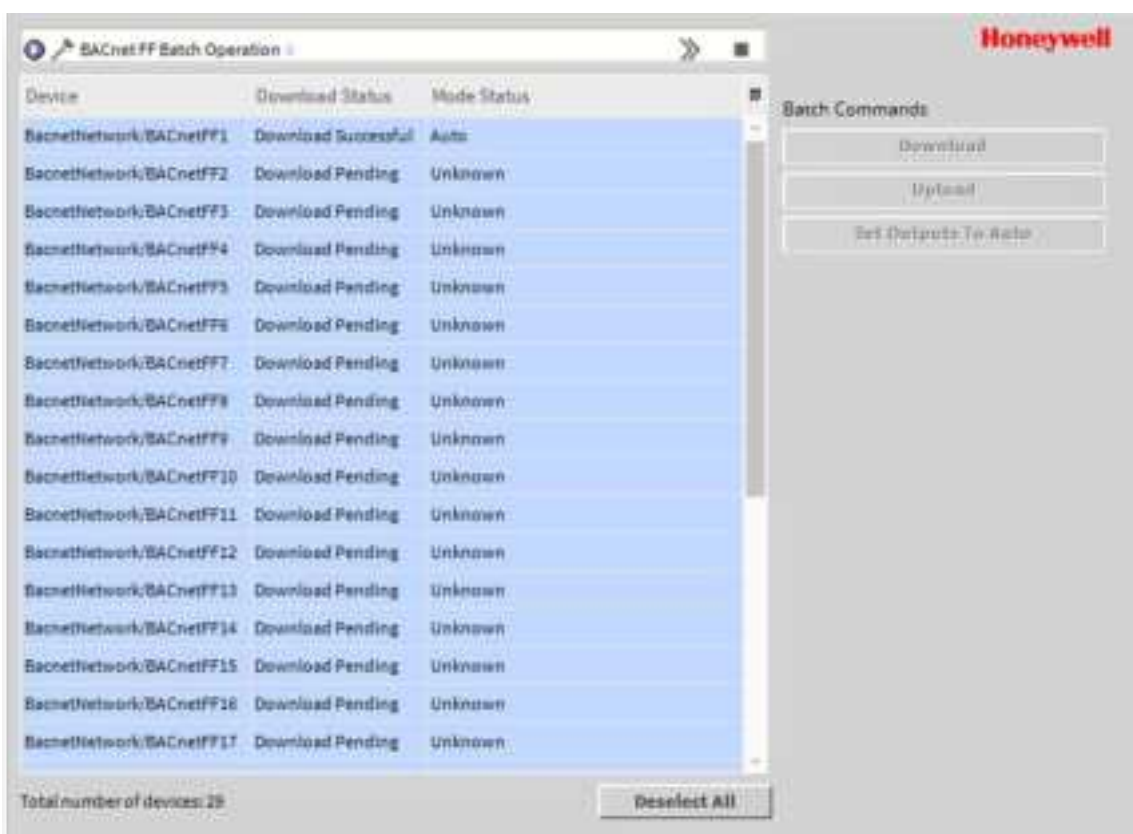 BACnet FF Batch Operation
Honeywell
Device Download Status Mode Status
Batch Commands
BacnetNetwork/BACnetFF1 Download Successful Auto
Download
BacnetNetwork/BACnetFF2 Download Pending Unknown
Upload
BacnetNetwork/BACnetFF3 Download Pending Unknown
Set Outputs To Auto
BacnetNetwork/BACnetFF4 Download Pending Unknown
BacnetNetwork/BACnetFF5 Download Pending Unknown
BacnetNetwork/BACnetFF6 Download Pending Unknown
BacnetNetwork/BACnetFF7 Download Pending Unknown
BacnetNetwork/BACnetFF8 Download Pending Unknown
BacnetNetwork/BACnetFF9 Download Pending Unknown
BacnetNetwork/BACnetFF10 Download Pending Unknown
BacnetNetwork/BACnetFF11 Download Pending Unknown
BacnetNetwork/BACnetFF12 Download Pending Unknown
BacnetNetwork/BACnetFF13 Download Pending Unknown
BacnetNetwork/BACnetFF14 Download Pending Unknown
BacnetNetwork/BACnetFF15 Download Pending Unknown
BacnetNetwork/BACnetFF16 Download Pending Unknown
BacnetNetwork/BACnetFF17 Download Pending Unknown
Total number of devices: 29
Deselect All